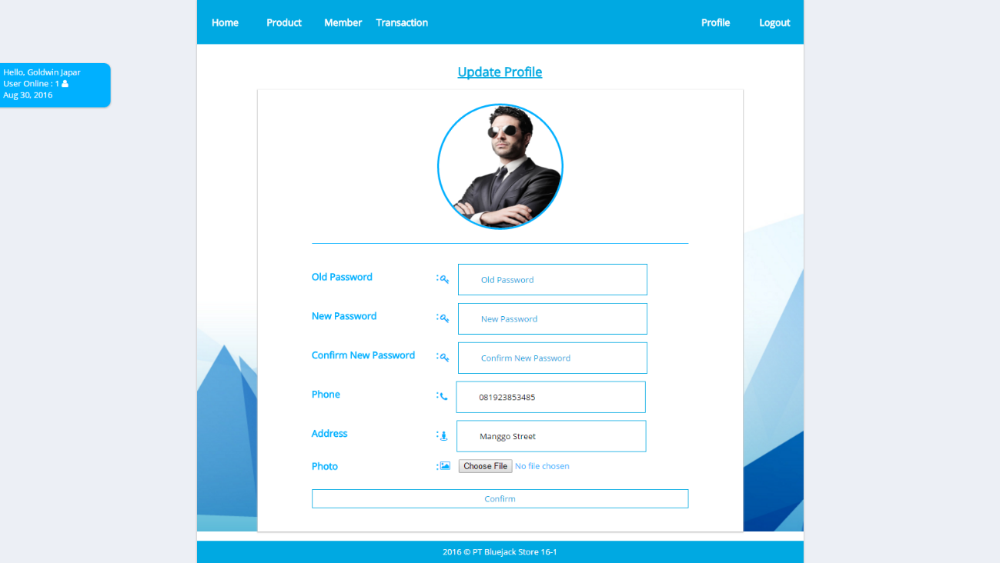 Home Product Member Transaction Profile Logout
Hello, Goldwin Japar
User Online : 1
Aug 30, 2016
Update Profile
Old Password : Old Password
New Password : New Password
Confirm New Password : Confirm New Password
Phone : 081923853485
Address : Manggo Street
Photo : Choose File No file chosen
Confirm
2016 © PT Bluejack Store 16-1